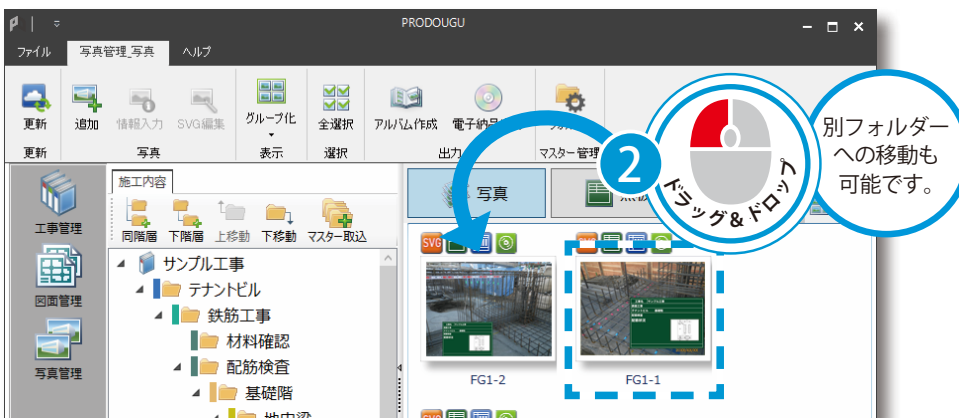 PRODOUGU
ファイル 写真管理_写真 ヘルプ
更新 追加 情報入力 SVG編集 グループ化 全選択 アルバム作成 電子納品
更新 写真 表示 選択 出力 マスター管理
2
ドラッグ&ドロップ
別フォルダー
への移動も
可能です。
工事管理
図面管理
写真管理
施工内容
同階層 下階層 上移動 下移動 マスター取込
サンプル工事
テナントビル
鉄筋工事
材料確認
配筋検査
基礎階
地中梁
写真
SVG
FG1-2
FG1-1